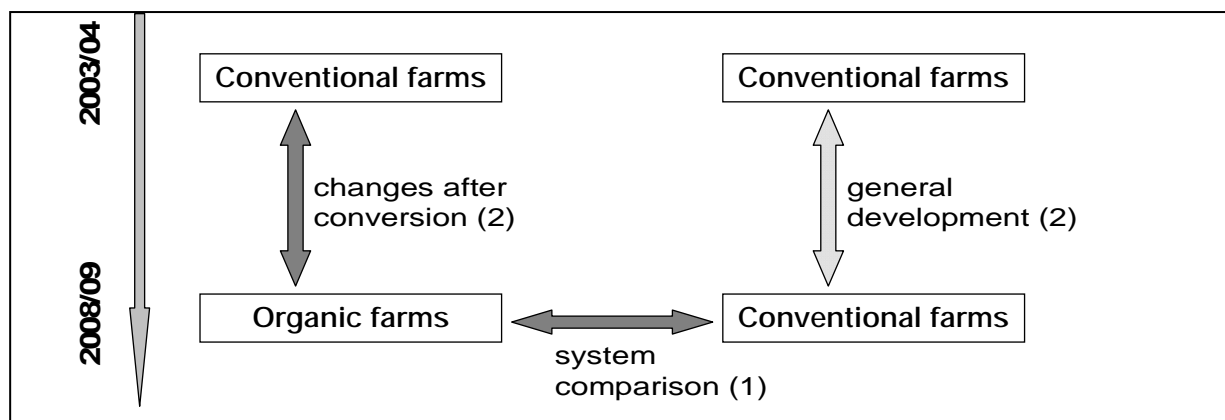 2003/04
Conventional farms
Conventional farms
changes after
conversion (2)
general
development (2)
2008/09
Organic farms
Conventional farms
system
comparison (1)